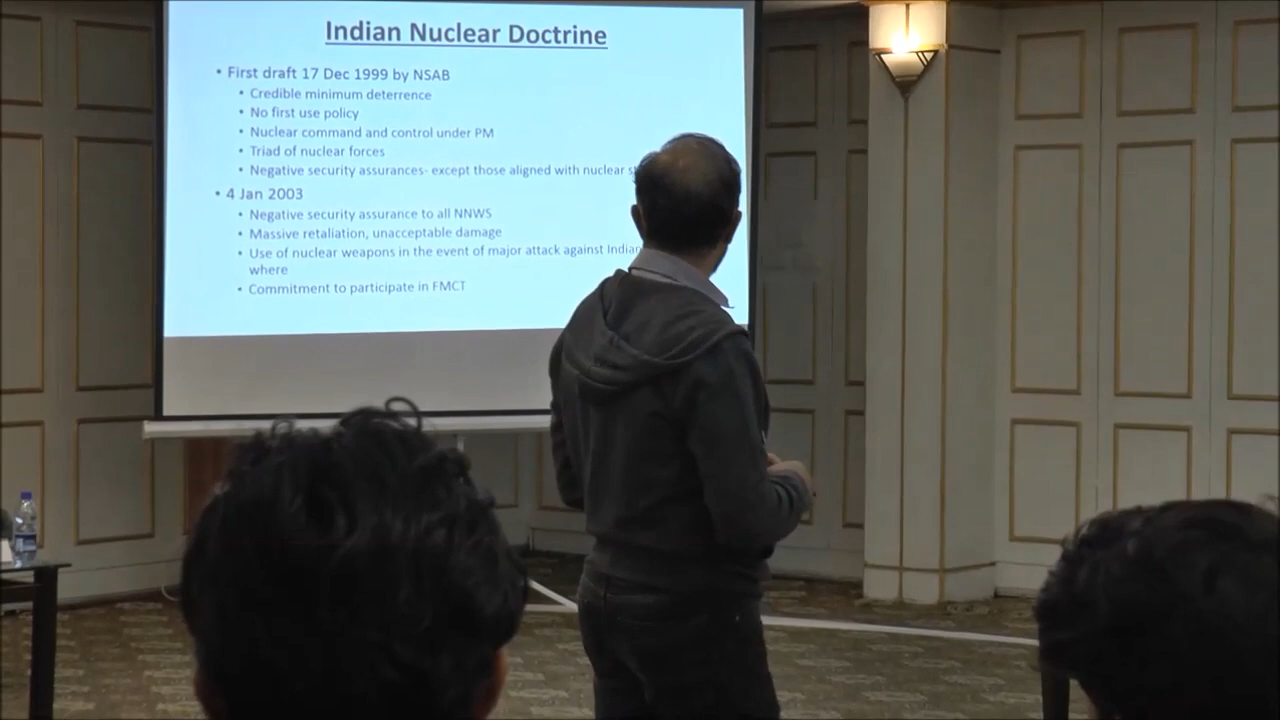 Indian Nuclear Doctrine
• First draft 17 Dec 1999 by NSAB
• Credible minimum deterrence
• No first use policy
• Nuclear command and control under PM
• Triad of nuclear forces
• Negative security assurances- except those aligned with nuclear
• 4 Jan 2003
• Negative security assurance to all NNWS
• Massive retaliation, unacceptable damage
• Use of nuclear weapons in the event of major attack against
where
• Commitment to participate in FMCT